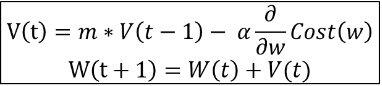 V(t) = m * V(t − 1) − α ∂/∂w Cost(w)
W(t + 1) = W(t) + V(t)